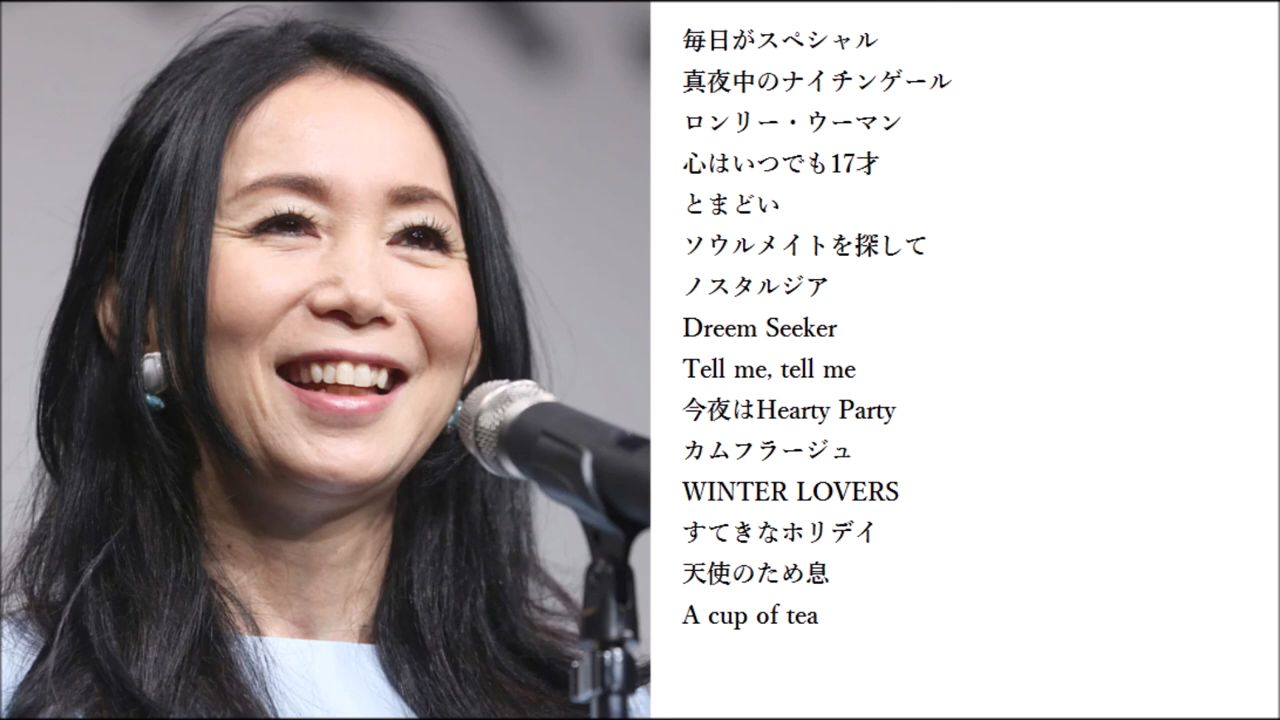 毎日がスペシャル
真夜中のナイチンゲール
ロンリー・ウーマン
心はいつでも17才
とまどい
ソウルメイトを探して
ノスタルジア
Dreem Seeker
Tell me, tell me
今夜はHearty Party
カムフラージュ
WINTER LOVERS
すてきなホリデイ
天使のため息
A cup of tea